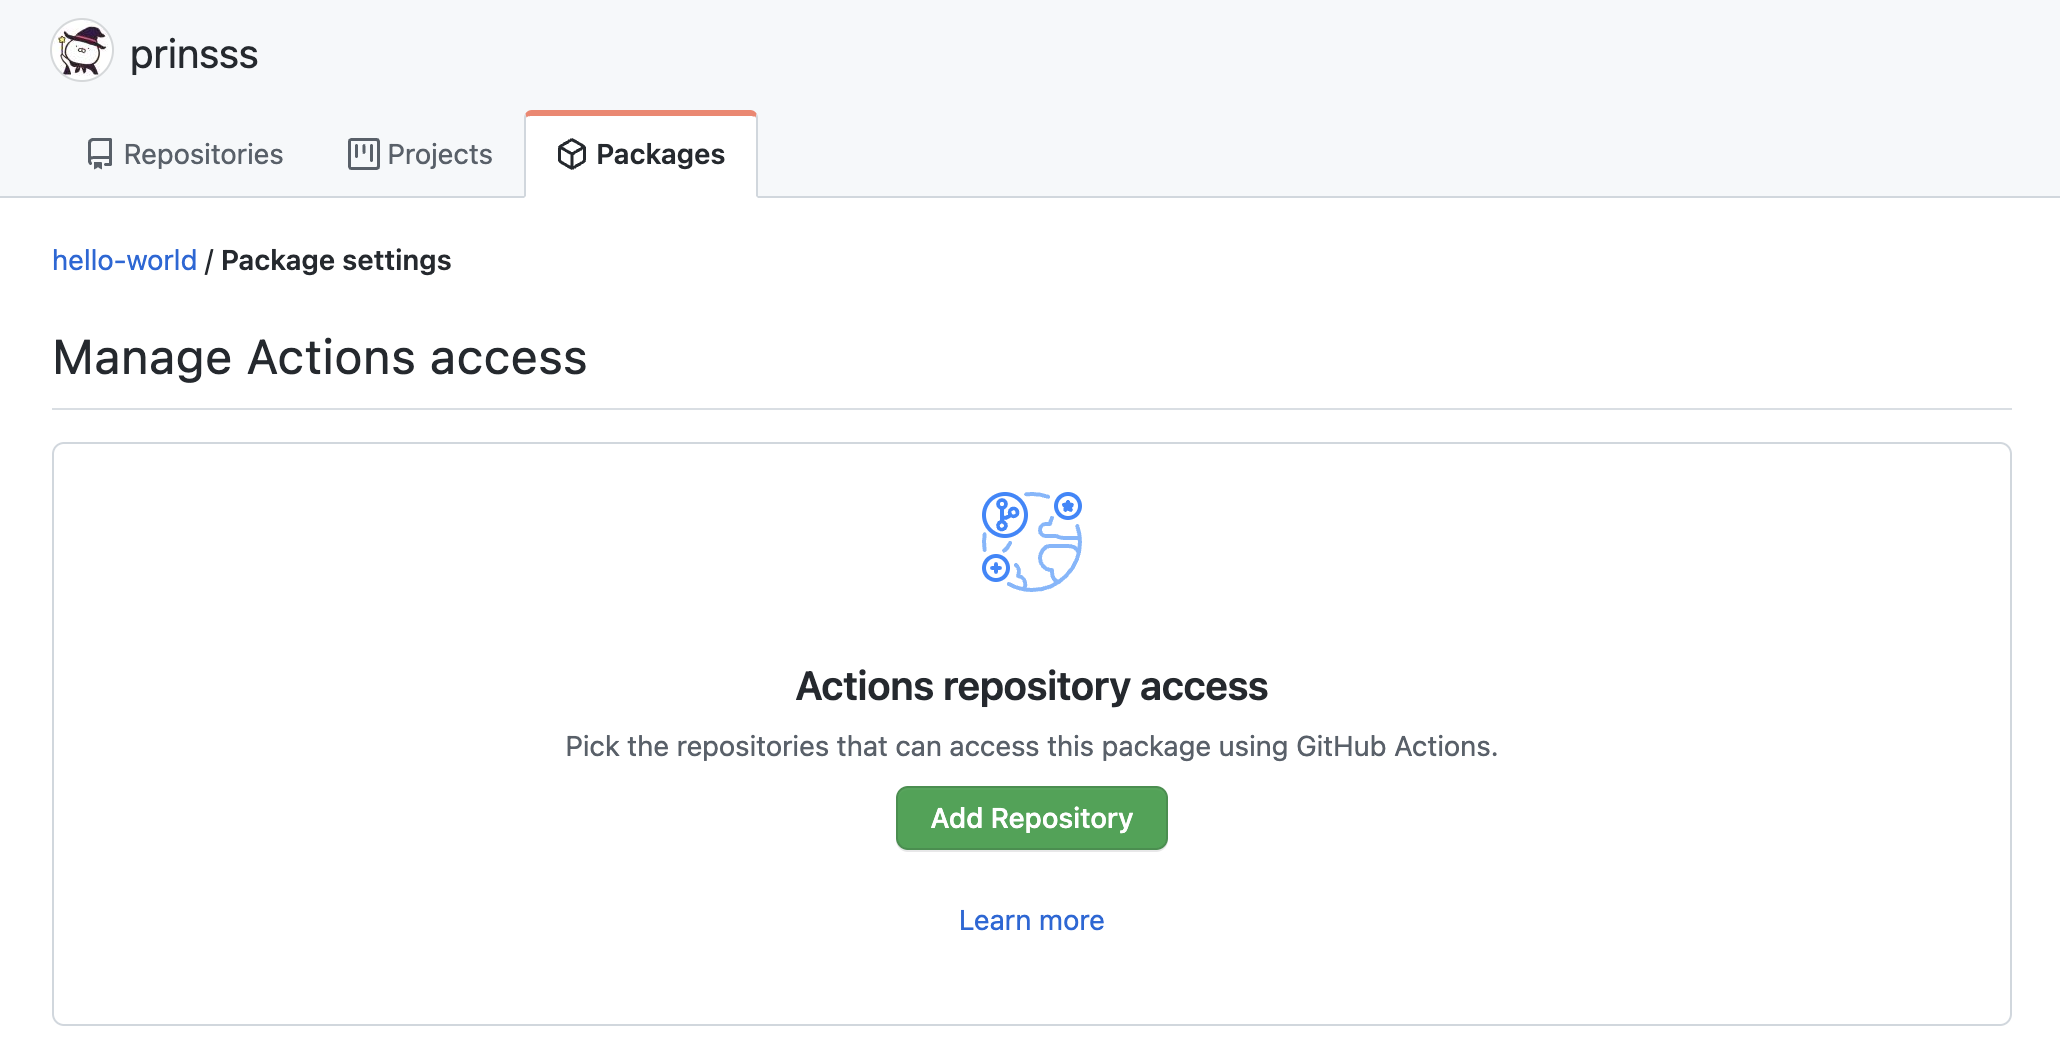 prinsss
Repositories Projects Packages
hello-world / Package settings
Manage Actions access
Actions repository access
Pick the repositories that can access this package using GitHub Actions.
Add Repository
Learn more